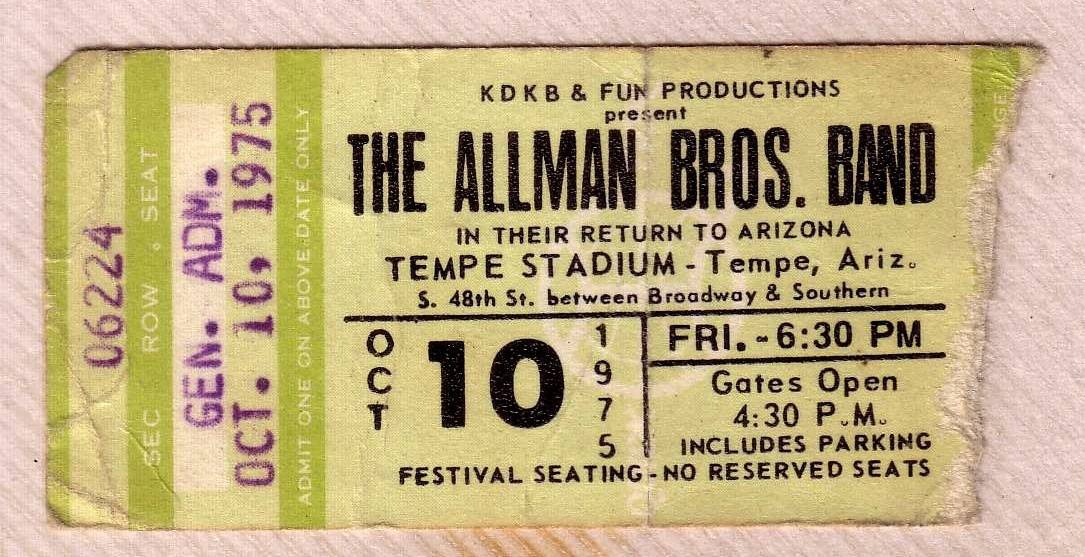 06224
SEC ROW . SEAT
GEN. ADM.
OCT. 10, 1975
ADMIT ONE ON ABOVE DATE ONLY
KDKB & FUN PRODUCTIONS
present
THE ALLMAN BROS. BAND
IN THEIR RETURN TO ARIZONA
TEMPE STADIUM - Tempe, Ariz.
S. 48th St. between Broadway & Southern
OCT 10 1975
FRI. - 6:30 PM
Gates Open
4:30 P.M.
INCLUDES PARKING
FESTIVAL SEATING - NO RESERVED SEATS